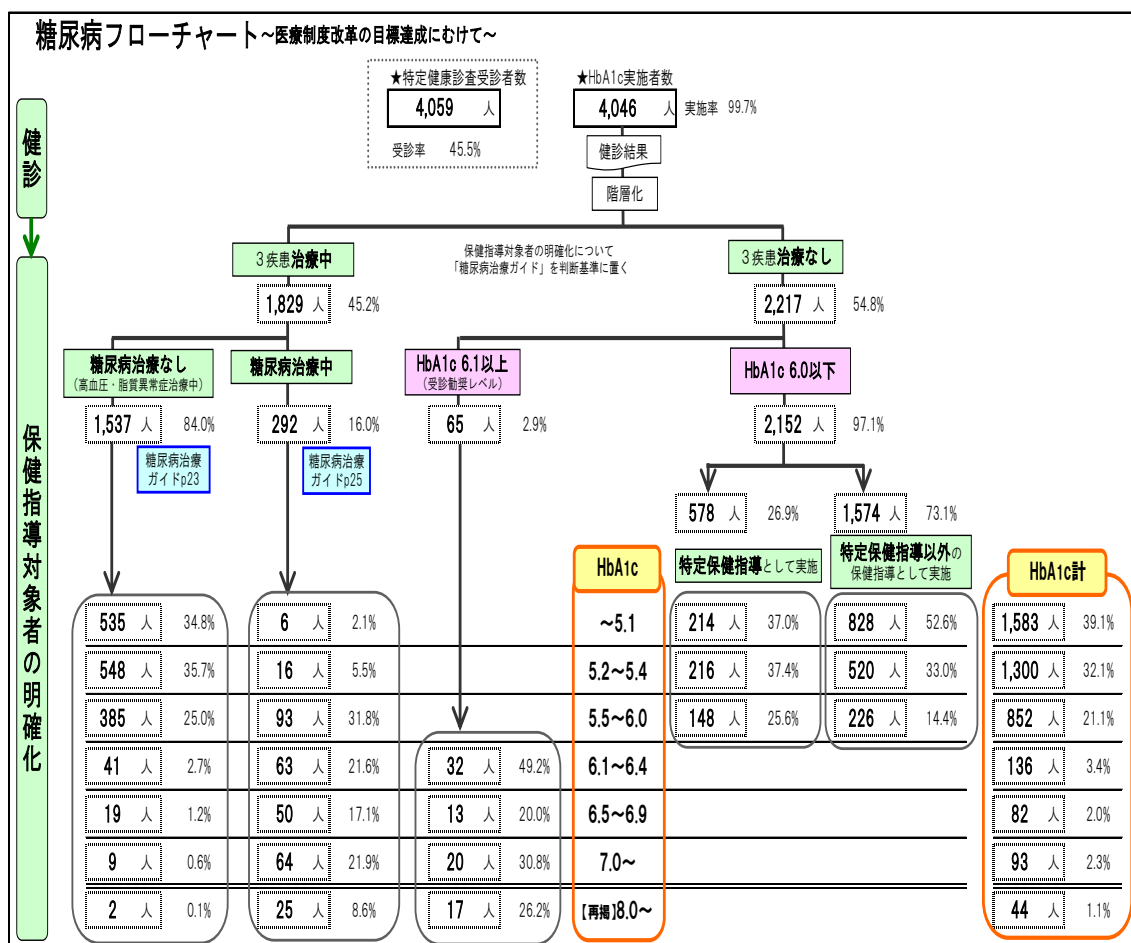 糖尿病フローチャート～医療制度改革の目標達成にむけて～
★特定健康診査受診者数
4,059 人
受診率 45.5%
★HbA1c実施者数
4,046 人 実施率 99.7%
健診結果
階層化
健診
保健指導対象者の明確化について
「糖尿病治療ガイド」を判断基準に置く
3疾患治療中
1,829 人 45.2%
3疾患治療なし
2,217 人 54.8%
糖尿病治療なし
（高血圧・脂質異常症治療中）
1,537 人 84.0%
糖尿病治療中
292 人 16.0%
HbA1c 6.1以上
（受診勧奨レベル）
65 人 2.9%
HbA1c 6.0以下
2,152 人 97.1%
糖尿病治療
ガイドp23
糖尿病治療
ガイドp25
578 人 26.9%
1,574 人 73.1%
保健指導対象者の明確化
HbA1c
特定保健指導として実施
特定保健指導以外の
保健指導として実施
HbA1c計
535 人 34.8% 6 人 2.1% ～5.1 214 人 37.0% 828 人 52.6% 1,583 人 39.1%
548 人 35.7% 16 人 5.5% 5.2～5.4 216 人 37.4% 520 人 33.0% 1,300 人 32.1%
385 人 25.0% 93 人 31.8% 5.5～6.0 148 人 25.6% 226 人 14.4% 852 人 21.1%
41 人 2.7% 63 人 21.6% 32 人 49.2% 6.1～6.4 136 人 3.4%
19 人 1.2% 50 人 17.1% 13 人 20.0% 6.5～6.9 82 人 2.0%
9 人 0.6% 64 人 21.9% 20 人 30.8% 7.0～ 93 人 2.3%
2 人 0.1% 25 人 8.6% 17 人 26.2% 【再掲】8.0～ 44 人 1.1%